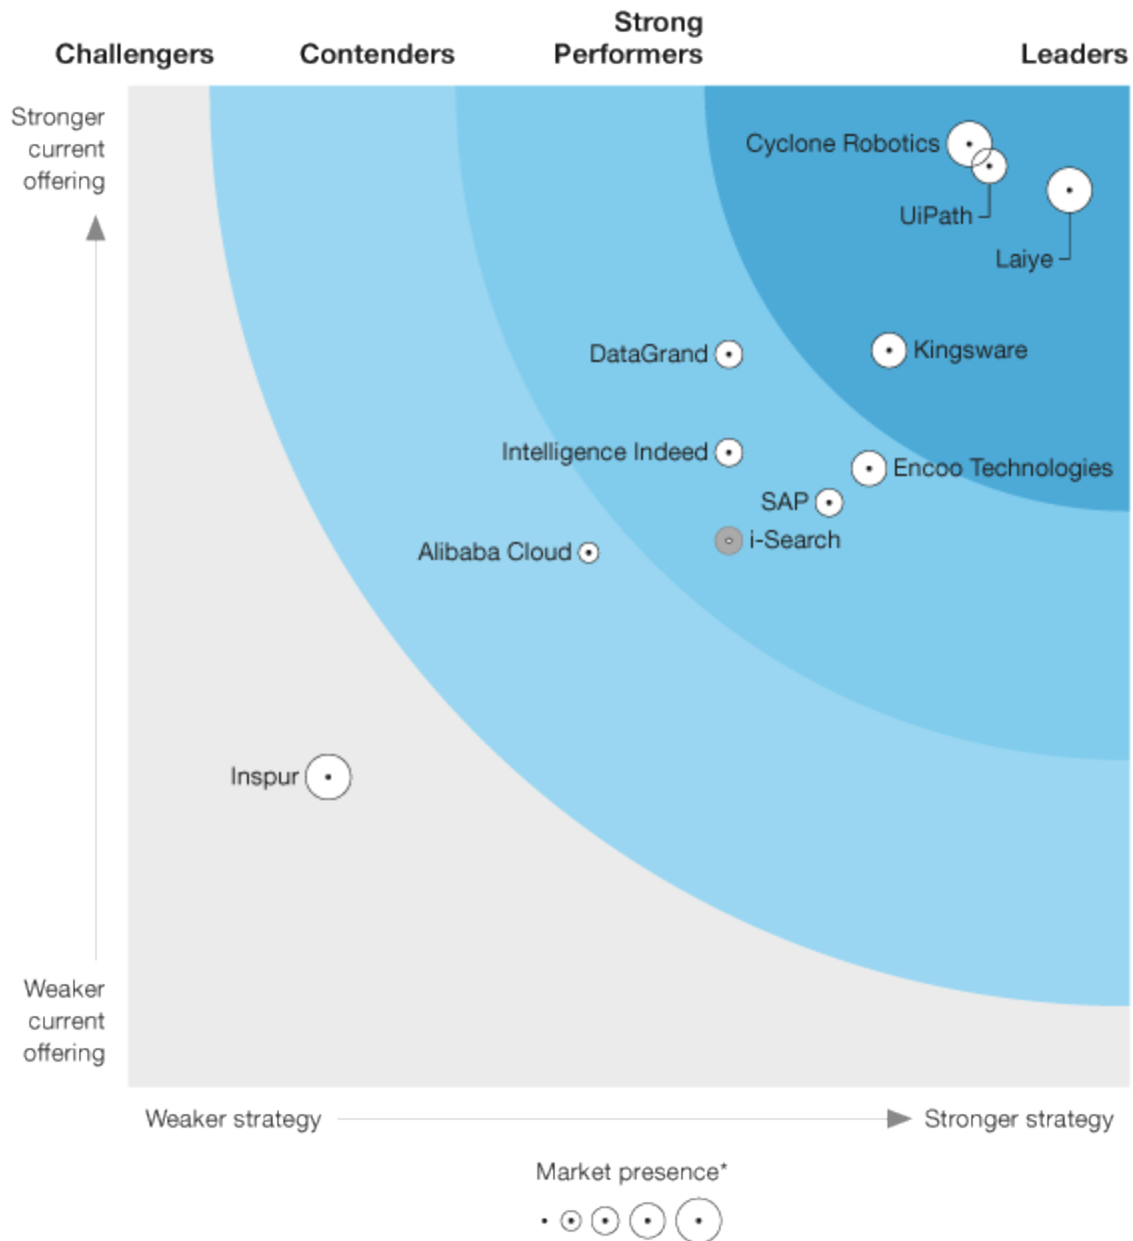 Challengers
Contenders
Strong
Performers
Leaders
Stronger
current
offering
Cyclone Robotics
UiPath
Laiye
DataGrand
Kingsware
Intelligence Indeed
Encoo Technologies
SAP
i-Search
Alibaba Cloud
Inspur
Weaker
current
offering
Weaker strategy
Stronger strategy
Market presence*